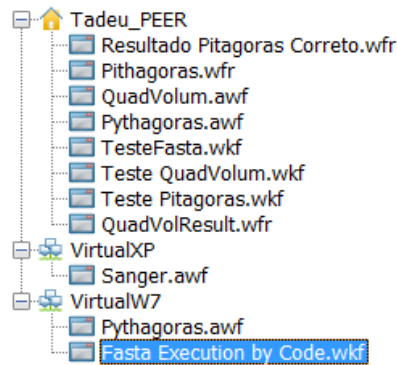 Tadeu_PEER
Resultado Pitagoras Correto.wfr
Pithagoras.wfr
QuadVolum.awf
Pythagoras.awf
TesteFasta.wkf
Teste QuadVolum.wkf
Teste Pitagoras.wkf
QuadVolResult.wfr
VirtualXP
Sanger.awf
VirtualW7
Pythagoras.awf
Fasta Execution by Code.wkf